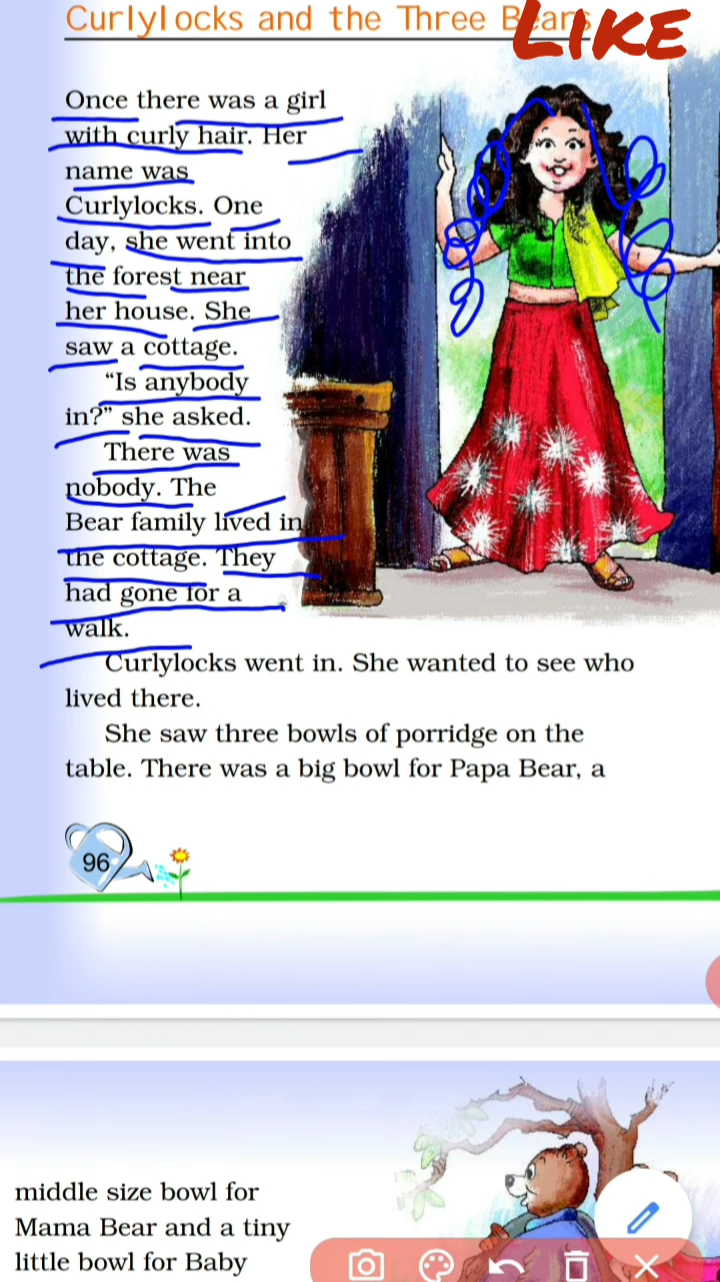 Curlylocks and the Three Bears
LIKE
Once there was a girl
with curly hair. Her
name was
Curlylocks. One
day, she went into
the forest near
her house. She
saw a cottage.
“Is anybody
in?” she asked.
There was
nobody. The
Bear family lived in
the cottage. They
had gone for a
walk.
Curlylocks went in. She wanted to see who
lived there.
She saw three bowls of porridge on the
table. There was a big bowl for Papa Bear, a
96
middle size bowl for
Mama Bear and a tiny
little bowl for Baby